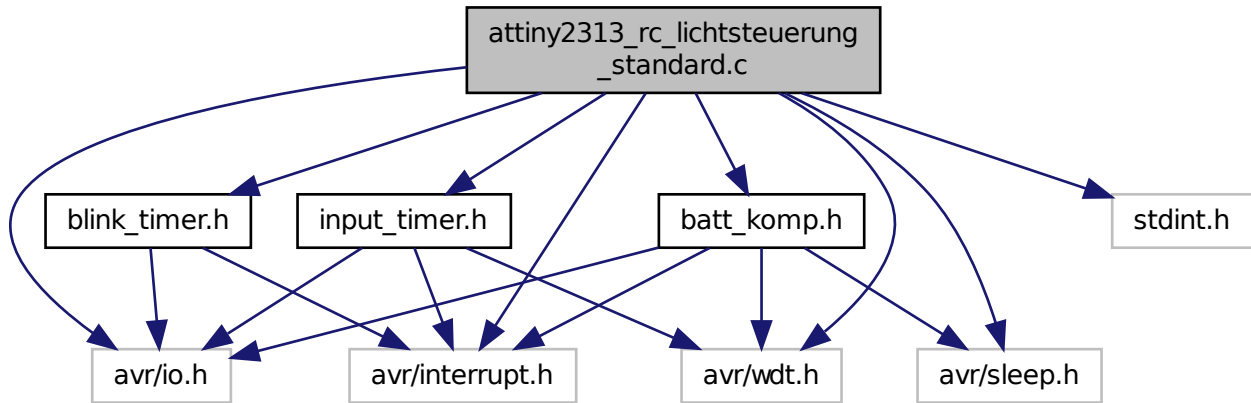 attiny2313_rc_lichtsteuerung
_standard.c
blink_timer.h
input_timer.h
batt_komp.h
stdint.h
avr/io.h
avr/interrupt.h
avr/wdt.h
avr/sleep.h